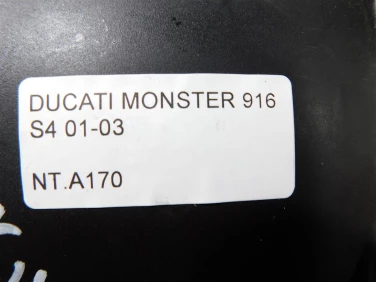 DUCATI MONSTER 916
S4 01-03
NT.A170